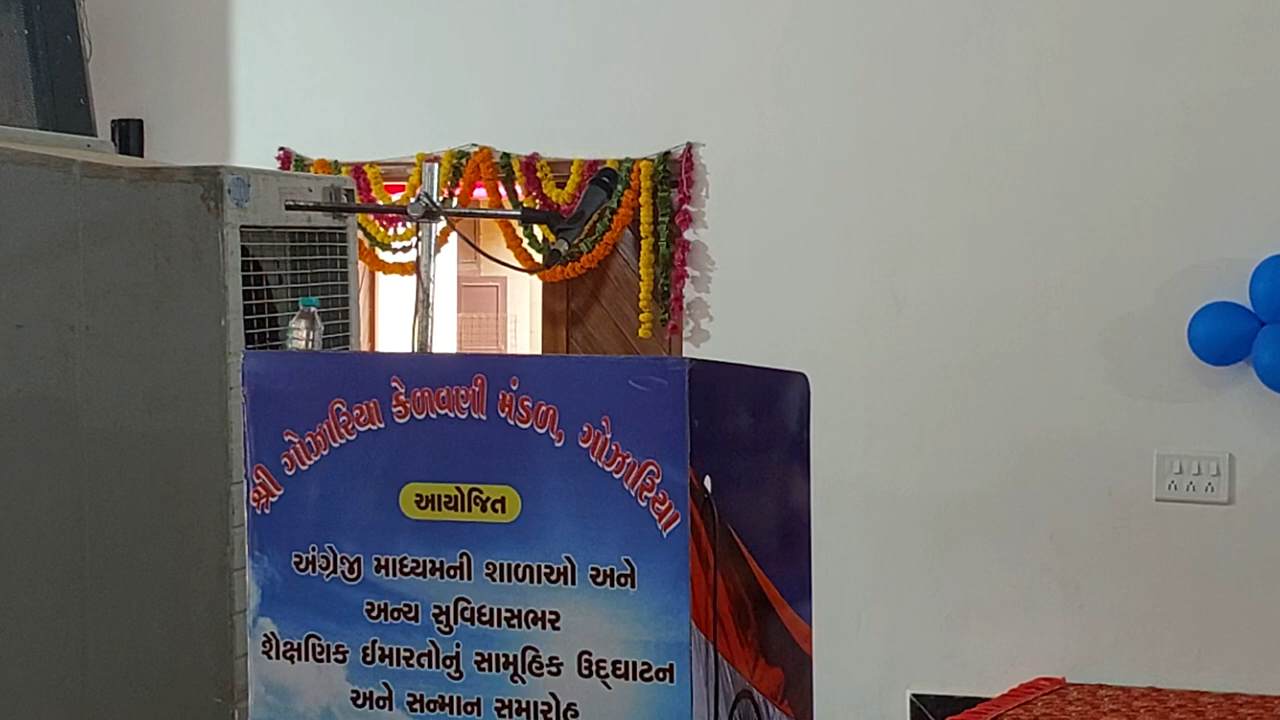 શ્રી ગોઝારિયા કેળવણી મંડળ, ગોઝારિયા
આયોજિત
અંગ્રેજી માધ્યમની શાળાઓ અને
અન્ય સુવિધાસભર
શૈક્ષણિક ઈમારતોનું સામૂહિક ઉદ્‌ઘાટન
અને સન્માન સમારોહ